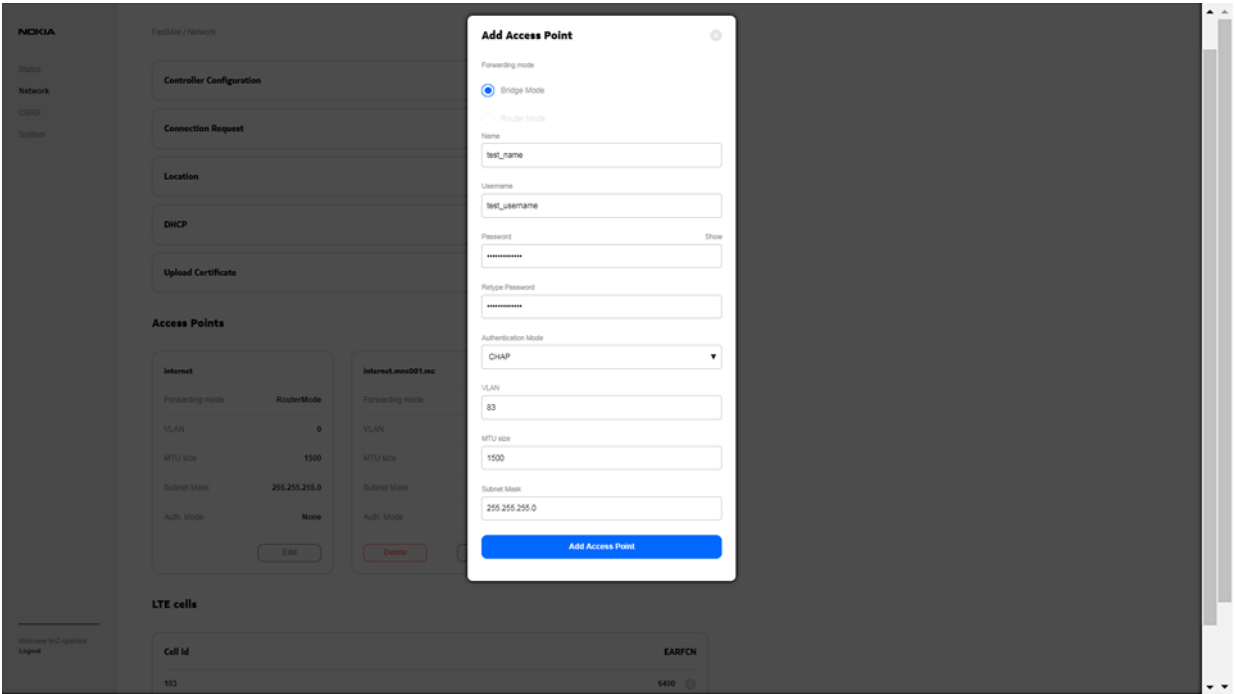 NOKIA
FastMile / Network
Status
Network
CBRS
System
Controller Configuration
Connection Request
Location
DHCP
Upload Certificate
Access Points
internet
Forwarding mode RouterMode
VLAN 0
MTU size 1500
Subnet Mask 255.255.255.0
Auth. Mode None
Edit
internet.mnc001.mc
Forwarding mode
VLAN
MTU size
Subnet Mask
Auth. Mode
Delete
LTE cells
Cell Id EARFCN
103 6400
Logout
Add Access Point
Forwarding mode
Bridge Mode
Router Mode
Name
test_name
Username
test_username
Password Show
•••••••••••••
Retype Password
•••••••••••••
Authentication Mode
CHAP
VLAN
83
MTU size
1500
Subnet Mask
255.255.255.0
Add Access Point